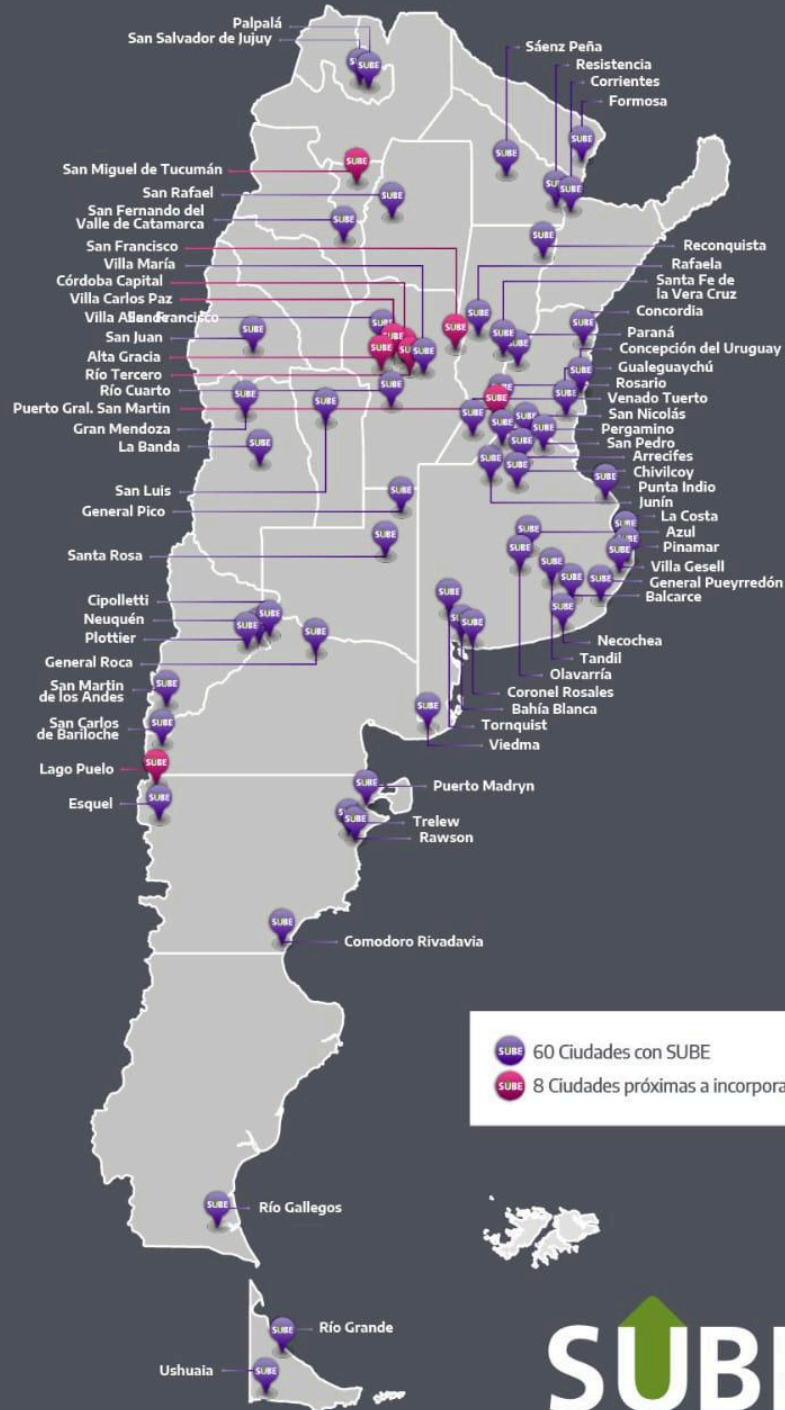 Palpalá
San Salvador de Jujuy
Sáenz Peña
Resistencia
Corrientes
Formosa
San Miguel de Tucumán
San Rafael
San Fernando del
Valle de Catamarca
San Francisco
Villa María
Córdoba Capital
Villa Carlos Paz
San Juan
Alta Gracia
Río Tercero
Río Cuarto
Puerto Gral. San Martin
Gran Mendoza
La Banda
San Luis
General Pico
Santa Rosa
Reconquista
Rafaela
Santa Fe de
la Vera Cruz
Concordia
Paraná
Concepción del Uruguay
Gualeguaychú
Rosario
Venado Tuerto
San Nicolás
Pergamino
San Pedro
Arrecifes
Chivilcoy
Punta Indio
Junín
La Costa
Azul
Pinamar
Villa Gesell
General Pueyrredón
Balcarce
Necochea
Tandil
Olavarría
Coronel Rosales
Bahía Blanca
Tornquist
Viedma
Cipolletti
Neuquén
Plottier
General Roca
San Martin
de los Andes
San Carlos
de Bariloche
Lago Puelo
Esquel
Puerto Madryn
Trelew
Rawson
Comodoro Rivadavia
SUBE 60 Ciudades con SUBE
SUBE 8 Ciudades próximas a incorpora
Río Gallegos
Río Grande
Ushuaia
SUB